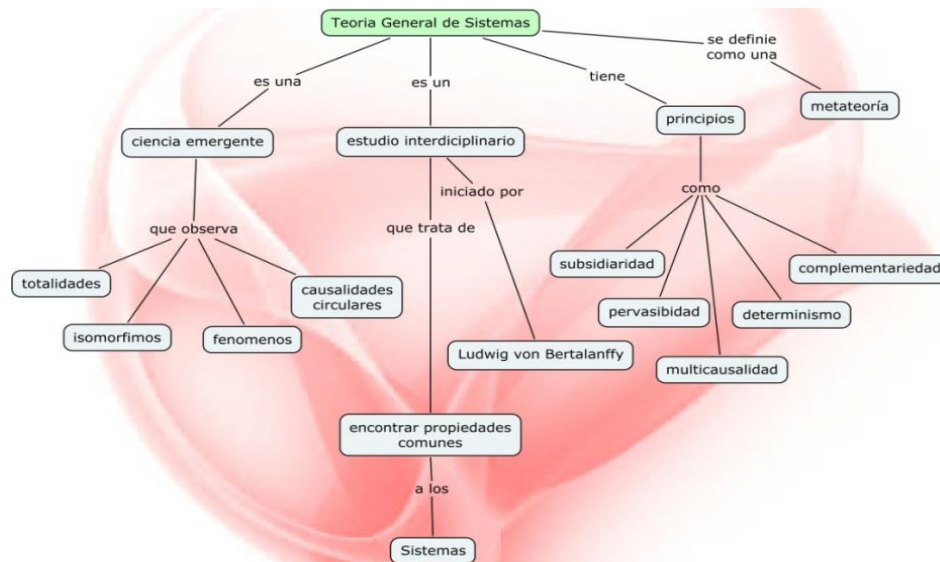 Teoria General de Sistemas
se definie
como una
es una
es un
tiene
metateoría
principios
ciencia emergente
estudio interdiciplinario
como
iniciado por
que observa
que trata de
subsidiaridad
complementariedad
totalidades
causalidades
circulares
pervasibidad
determinismo
isomorfimos
fenomenos
Ludwig von Bertalanffy
multicausalidad
encontrar propiedades
comunes
a los
Sistemas